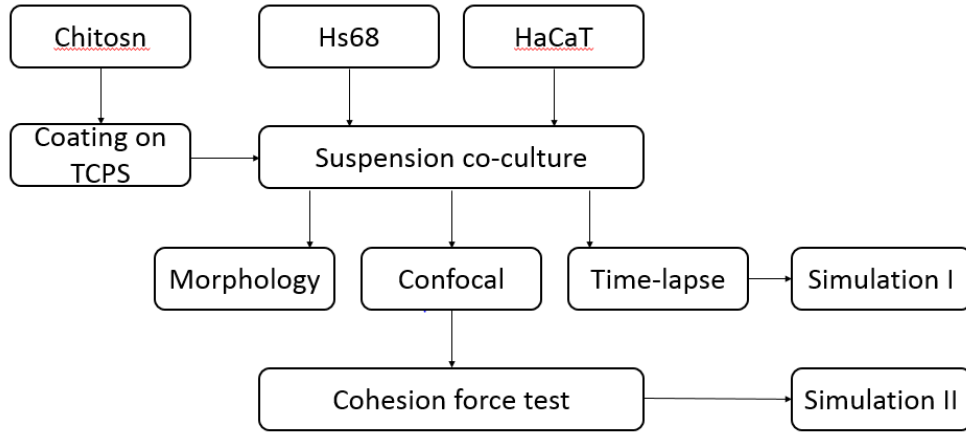 Chitosn
Hs68
HaCaT
Coating on
TCPS
Suspension co-culture
Morphology
Confocal
Time-lapse
Simulation I
Cohesion force test
Simulation II